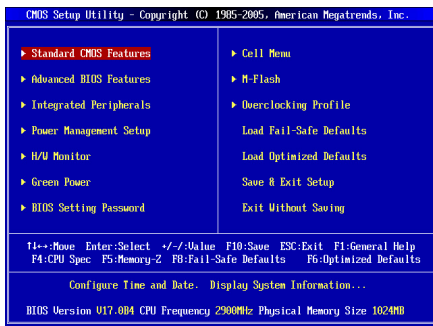 CMOS Setup Utility - Copyright (C) 1985-2005, American Megatrends, Inc.
▶ Standard CMOS Features
▶ Advanced BIOS Features
▶ Integrated Peripherals
▶ Power Management Setup
▶ H/W Monitor
▶ Green Power
▶ BIOS Setting Password
▶ Cell Menu
▶ M-Flash
▶ Overclocking Profile
Load Fail-Safe Defaults
Load Optimized Defaults
Save & Exit Setup
Exit Without Saving
↑↓←→:Move Enter:Select +/-/:Value F10:Save ESC:Exit F1:General Help
F4:CPU Spec F5:Memory-Z F8:Fail-Safe Defaults F6:Optimized Defaults
Configure Time and Date. Display System Information...
BIOS Version V17.0B4 CPU Frequency 2900MHz Physical Memory Size 1024MB